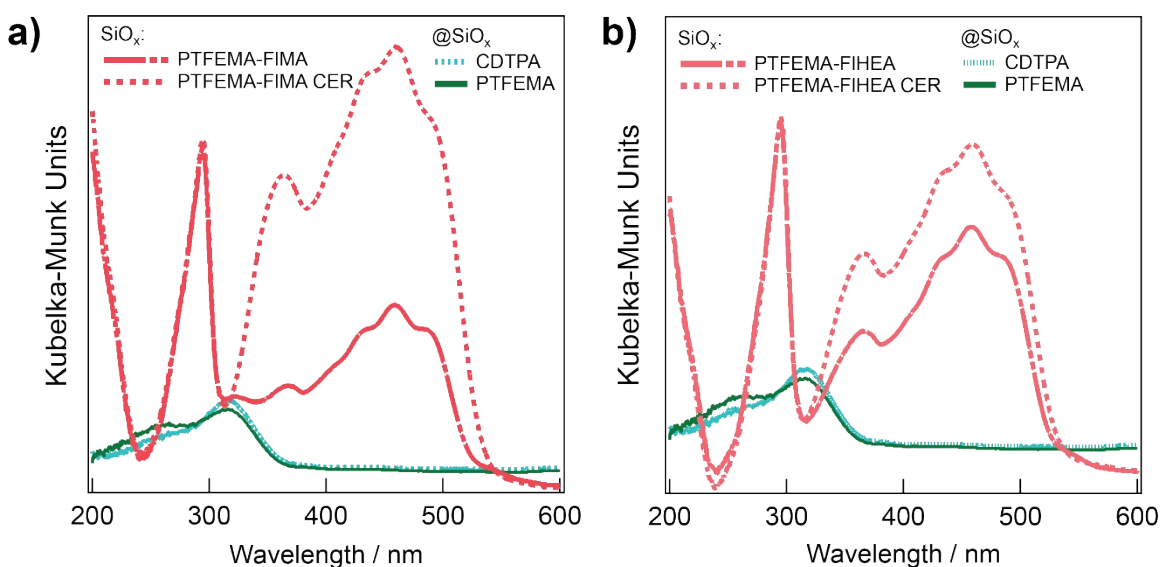 a)
SiOₓ:
PTFEMA-FIMA
PTFEMA-FIMA CER
@SiOₓ
CDTPA
PTFEMA
Kubelka-Munk Units
200 300 400 500 600
Wavelength / nm
b)
SiOₓ:
PTFEMA-FIHEA
PTFEMA-FIHEA CER
@SiOₓ
CDTPA
PTFEMA
Kubelka-Munk Units
200 300 400 500 600
Wavelength / nm